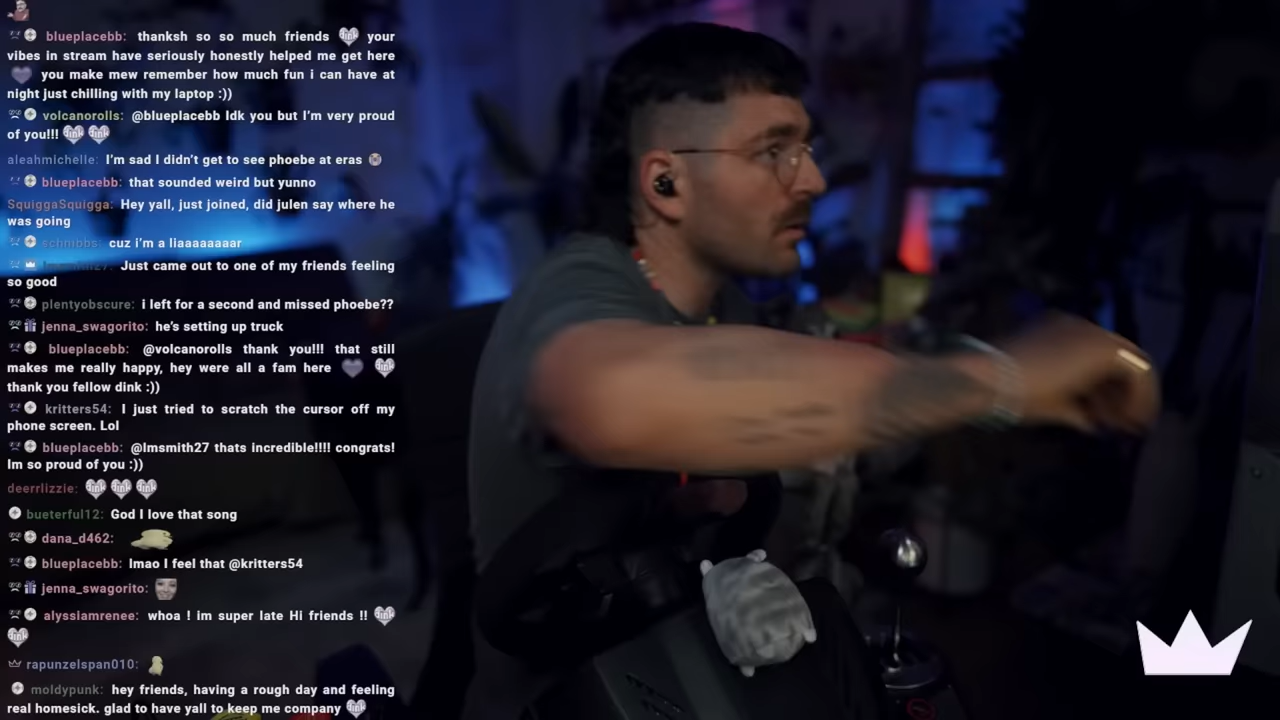 blueplacebb: thanksh so so much friends your
vibes in stream have seriously honestly helped me get here
you make mew remember how much fun i can have at
night just chilling with my laptop :))
volcanorolls: @blueplacebb Idk you but I'm very proud
of you!!!
aleahmichelle: I'm sad I didn't get to see phoebe at eras
blueplacebb: that sounded weird but yunno
SquiggaSquigga: Hey yall, just joined, did julen say where he
was going
schnibbs: cuz i'm a liaaaaaaaar
lmsmith27: Just came out to one of my friends feeling
so good
plentyobscure: i left for a second and missed phoebe??
jenna_swagorito: he's setting up truck
blueplacebb: @volcanorolls thank you!!! that still
makes me really happy, hey were all a fam here
thank you fellow dink :))
kritters54: I just tried to scratch the cursor off my
phone screen. Lol
blueplacebb: @lmsmith27 thats incredible!!!! congrats!
Im so proud of you :))
deerrlizzie:
bueterful12: God I love that song
dana_d462:
blueplacebb: lmao I feel that @kritters54
jenna_swagorito:
alyssiamrenee: whoa ! im super late Hi friends !!
rapunzelspan010:
moldypunk: hey friends, having a rough day and feeling
real homesick. glad to have yall to keep me company